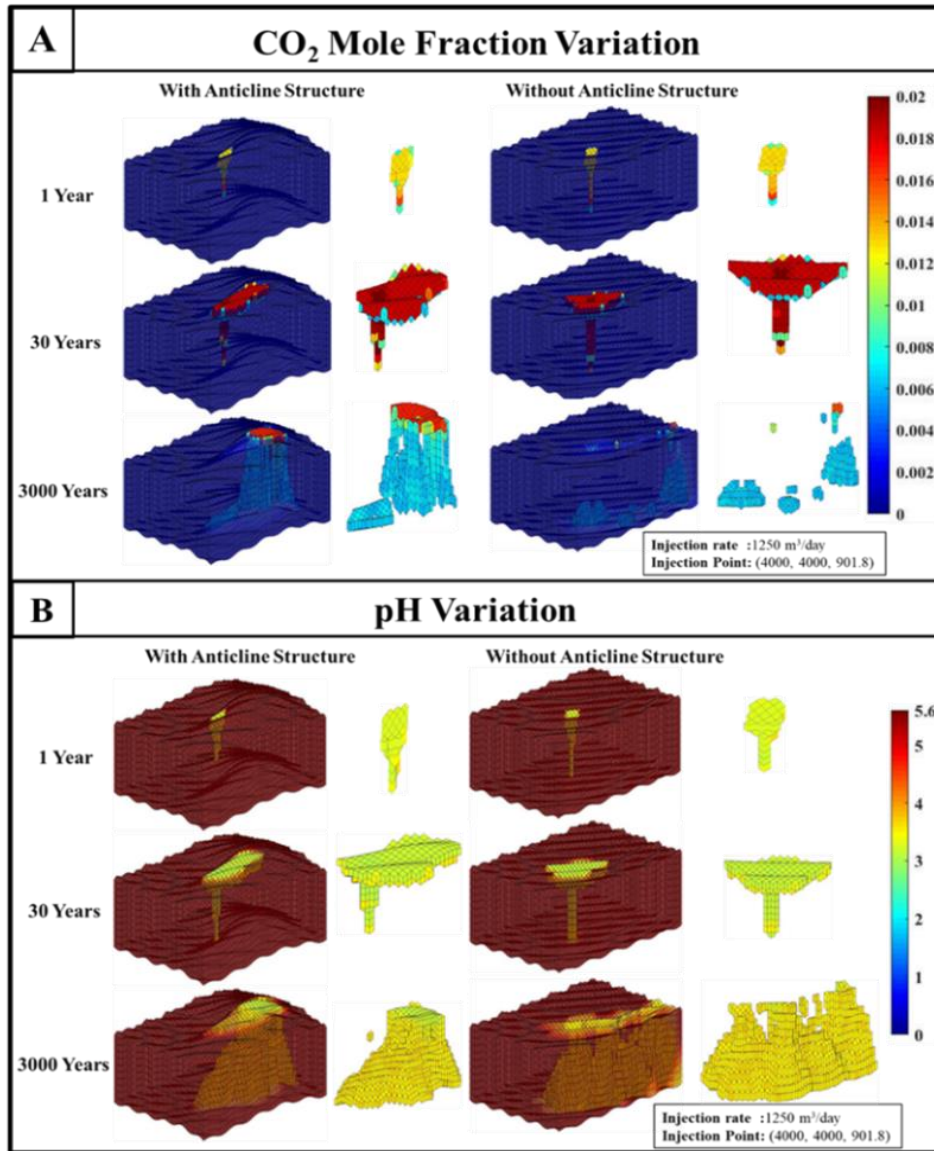 A
CO₂ Mole Fraction Variation
With Anticline Structure
Without Anticline Structure
1 Year
30 Years
3000 Years
0.02
0.018
0.016
0.014
0.012
0.01
0.008
0.006
0.004
0.002
0
Injection rate :1250 m³/day
Injection Point: (4000, 4000, 901.8)
B
pH Variation
With Anticline Structure
Without Anticline Structure
1 Year
30 Years
3000 Years
5.6
5
4
3
2
1
0
Injection rate :1250 m³/day
Injection Point: (4000, 4000, 901.8)